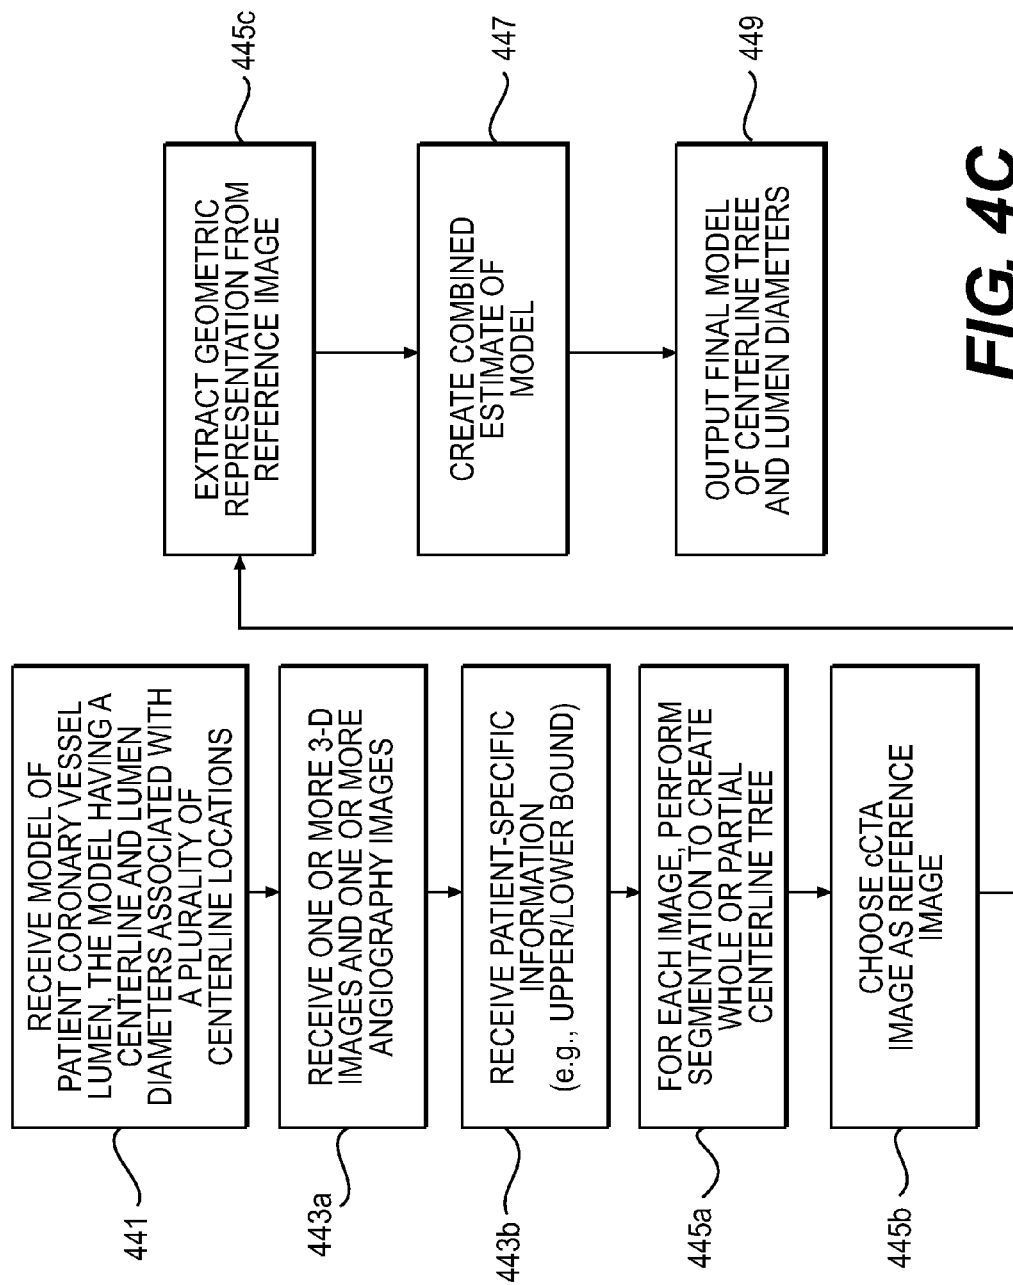 441
RECEIVE MODEL OF
PATIENT CORONARY VESSEL
LUMEN, THE MODEL HAVING A
CENTERLINE AND LUMEN
DIAMETERS ASSOCIATED WITH
A PLURALITY OF
CENTERLINE LOCATIONS
443a
RECEIVE ONE OR MORE 3-D
IMAGES AND ONE OR MORE
ANGIOGRAPHY IMAGES
443b
RECEIVE PATIENT-SPECIFIC
INFORMATION
(e.g., UPPER/LOWER BOUND)
445a
FOR EACH IMAGE, PERFORM
SEGMENTATION TO CREATE
WHOLE OR PARTIAL
CENTERLINE TREE
445b
CHOOSE cCTA
IMAGE AS REFERENCE
IMAGE
445c
EXTRACT GEOMETRIC
REPRESENTATION FROM
REFERENCE IMAGE
447
CREATE COMBINED
ESTIMATE OF
MODEL
449
OUTPUT FINAL MODEL
OF CENTERLINE TREE
AND LUMEN DIAMETERS
FIG. 4C